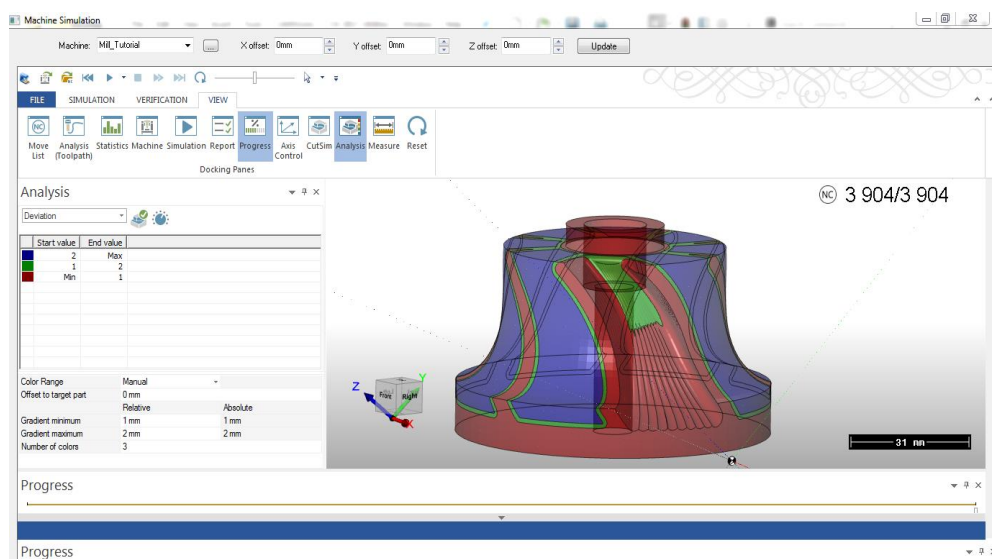 Machine Simulation
Machine: Mill_Tutorial ... X offset: 0mm Y offset: 0mm Z offset: 0mm Update
FILE SIMULATION VERIFICATION VIEW
NC
Move List Analysis (Toolpath) Statistics Machine Simulation Report Progress Axis Control CutSim Analysis Measure Reset
Docking Panes
Analysis
NC 3 904/3 904
Deviation
Start value End value
2 Max
1 2
Min 1
Color Range Manual
Offset to target part 0 mm
Relative Absolute
Gradient minimum 1 mm 1 mm
Gradient maximum 2 mm 2 mm
Number of colors 3
Z Y X
Front Right
31 mm
Progress
Progress